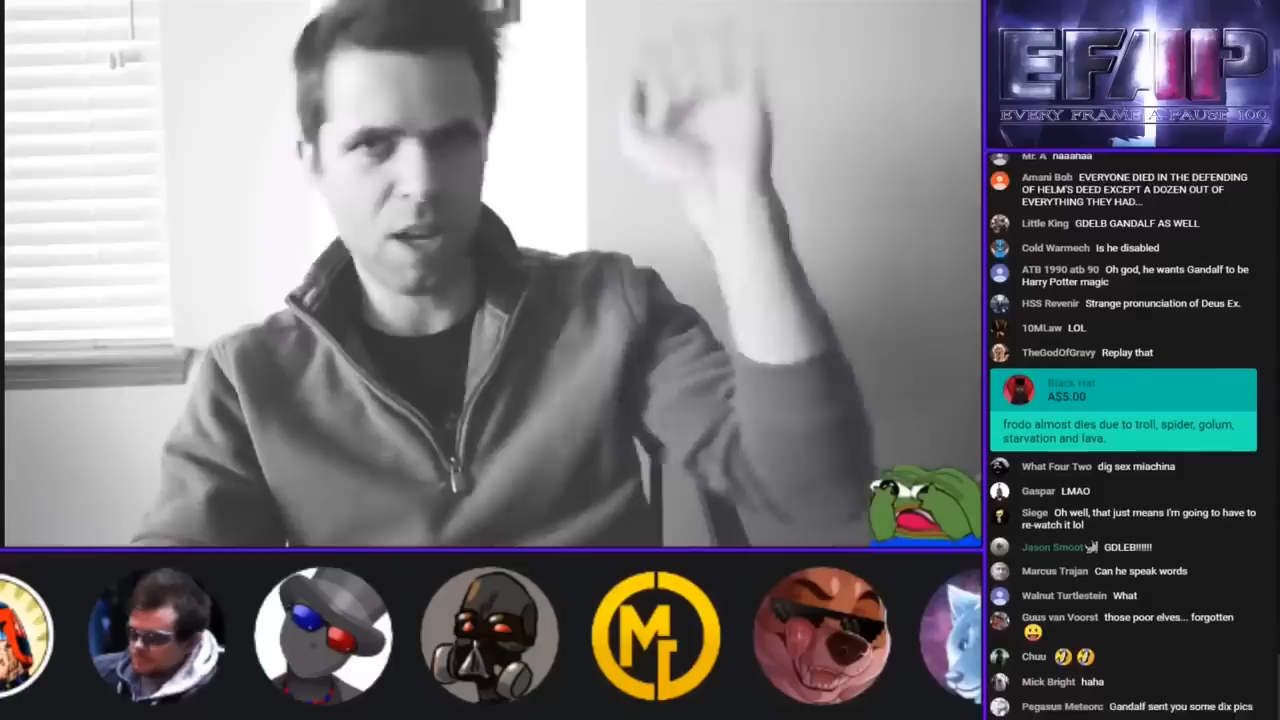 EFAP
EVERY FRAME A PAUSE 100
Mr. A naaahaa
Amani Bob EVERYONE DIED IN THE DEFENDING
OF HELM'S DEED EXCEPT A DOZEN OUT OF
EVERYTHING THEY HAD...
Little King GDELB GANDALF AS WELL
Cold Warmech Is he disabled
ATB 1990 atb 90 Oh god, he wants Gandalf to be
Harry Potter magic
HSS Revenir Strange pronunciation of Deus Ex.
10MLaw LOL
TheGodOfGravy Replay that
Black Hat
A$5.00
frodo almost dies due to troll, spider, golum,
starvation and lava.
What Four Two dig sex miachina
Gaspar LMAO
Siege Oh well, that just means I'm going to have to
re-watch it lol
Jason Smoot GDLEB!!!!!!
Marcus Trajan Can he speak words
Walnut Turtlestein What
Guus van Voorst those poor elves... forgotten
😛
Chuu 🤣 🤣
Mick Bright haha
Pegasus Meteorc Gandalf sent you some dix pics